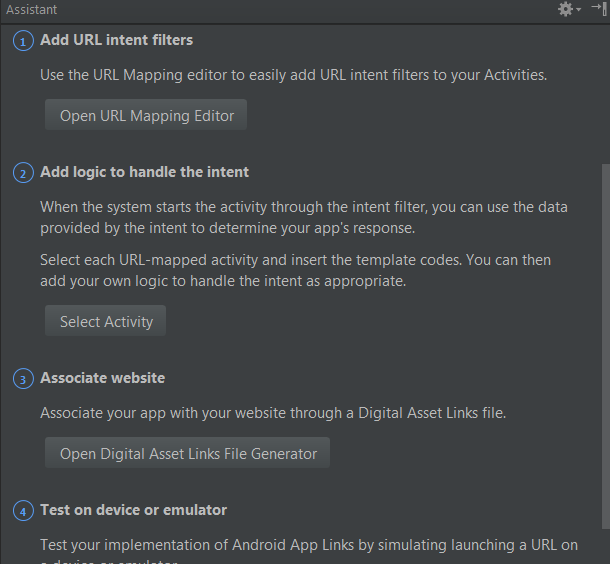 Assistant
1 Add URL intent filters
Use the URL Mapping editor to easily add URL intent filters to your Activities.
Open URL Mapping Editor
2 Add logic to handle the intent
When the system starts the activity through the intent filter, you can use the data
provided by the intent to determine your app's response.
Select each URL-mapped activity and insert the template codes. You can then
add your own logic to handle the intent as appropriate.
Select Activity
3 Associate website
Associate your app with your website through a Digital Asset Links file.
Open Digital Asset Links File Generator
4 Test on device or emulator
Test your implementation of Android App Links by simulating launching a URL on
a device or emulator